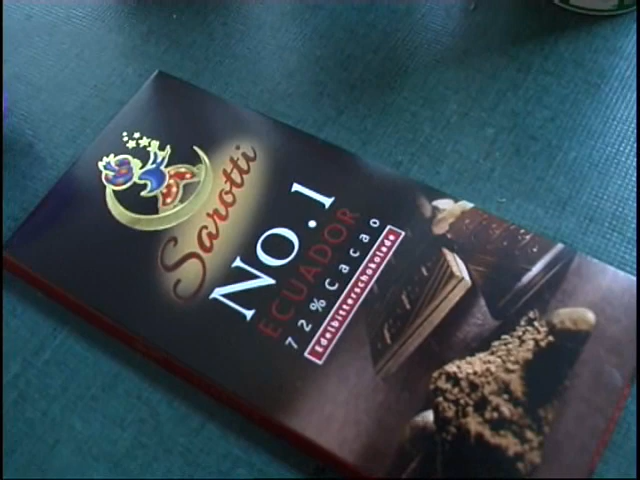 Sarotti
NO.1
ECUADOR
72% Cacao
Edelbitterschokolade